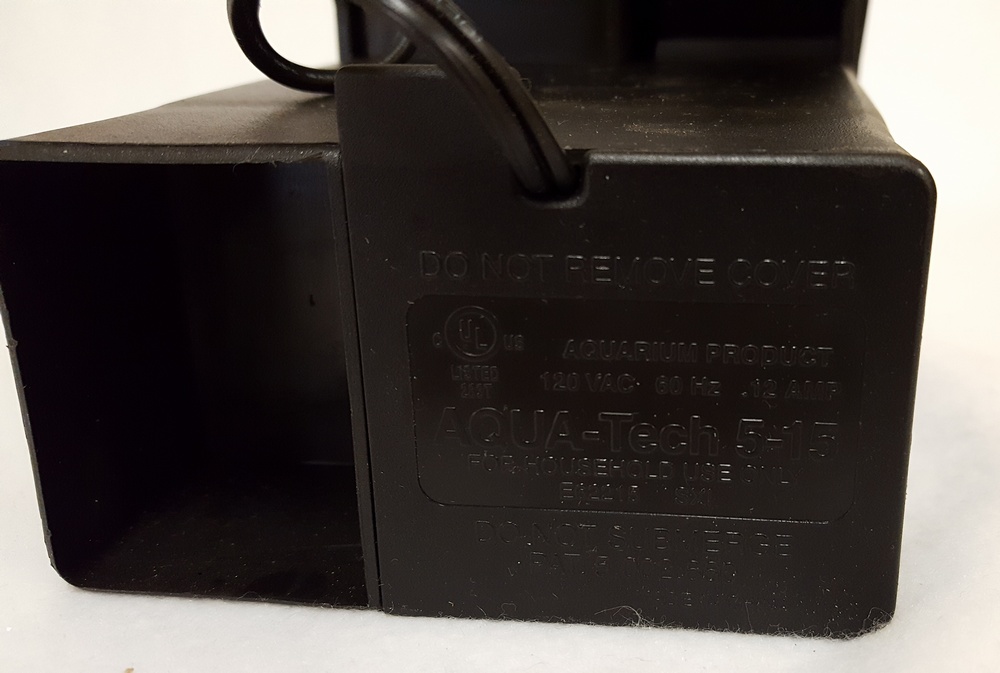 DO NOT REMOVE COVER
C UL US
AQUARIUM PRODUCT
LISTED
120 VAC 60 Hz .12 AMP
AQUA-Tech 5-15
FOR HOUSEHOLD USE ONL
DO NOT SUBMERGE